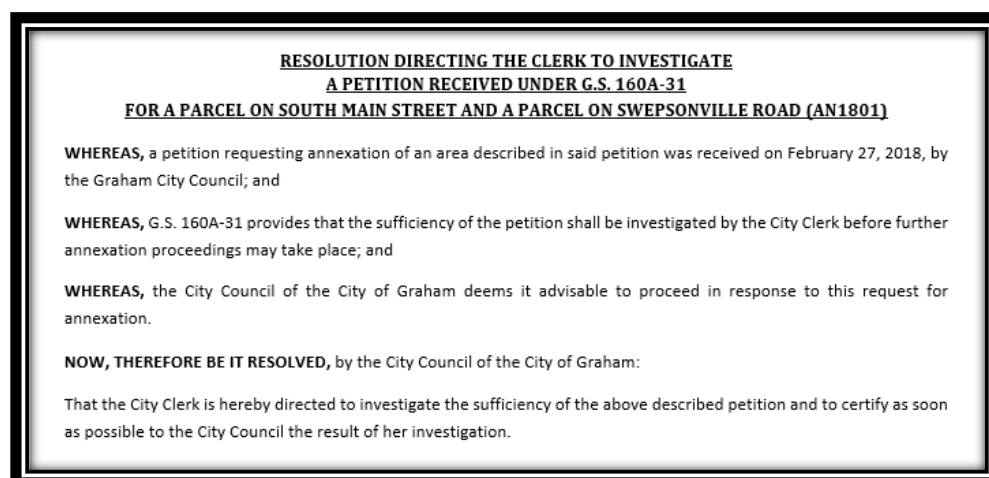 RESOLUTION DIRECTING THE CLERK TO INVESTIGATE
A PETITION RECEIVED UNDER G.S. 160A-31
FOR A PARCEL ON SOUTH MAIN STREET AND A PARCEL ON SWEPSONVILLE ROAD (AN1801)
WHEREAS, a petition requesting annexation of an area described in said petition was received on February 27, 2018, by
the Graham City Council; and
WHEREAS, G.S. 160A-31 provides that the sufficiency of the petition shall be investigated by the City Clerk before further
annexation proceedings may take place; and
WHEREAS, the City Council of the City of Graham deems it advisable to proceed in response to this request for
annexation.
NOW, THEREFORE BE IT RESOLVED, by the City Council of the City of Graham:
That the City Clerk is hereby directed to investigate the sufficiency of the above described petition and to certify as soon
as possible to the City Council the result of her investigation.